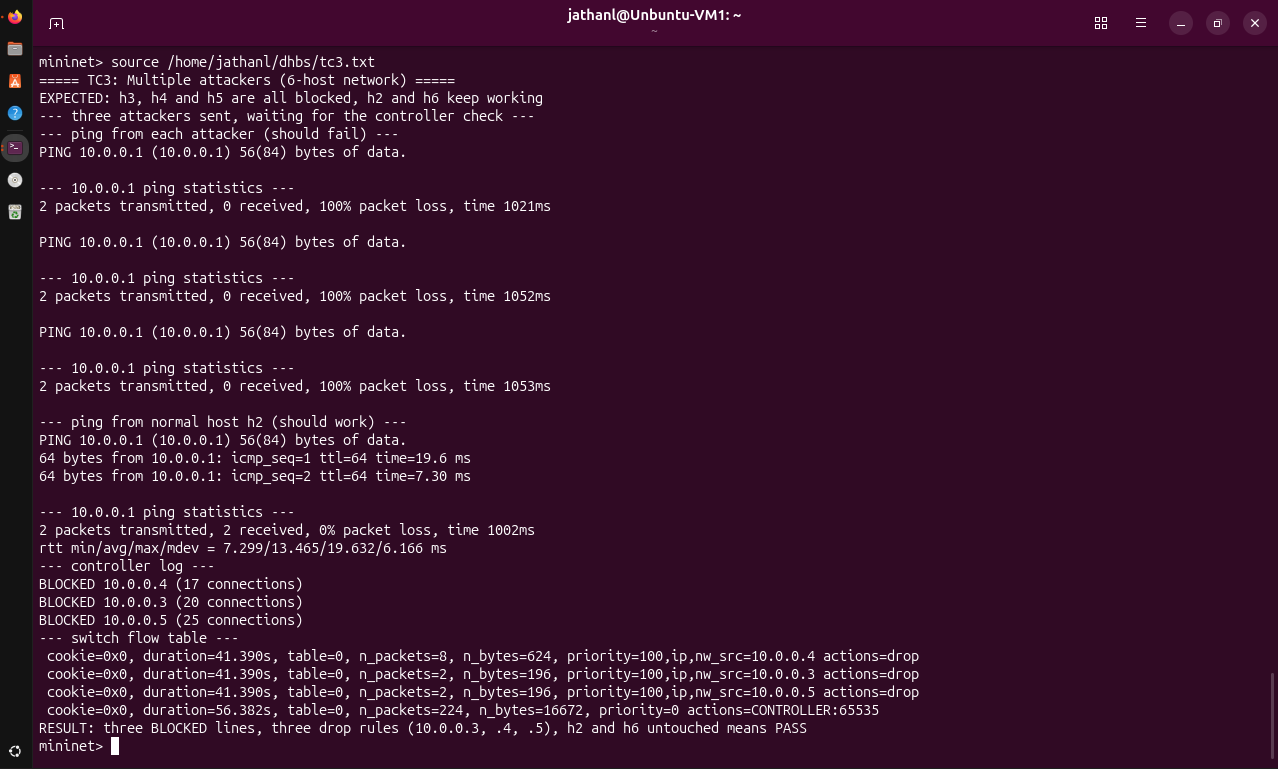 jathanl@Unbuntu-VM1: ~
~
mininet> source /home/jathanl/dhbs/tc3.txt
===== TC3: Multiple attackers (6-host network) =====
EXPECTED: h3, h4 and h5 are all blocked, h2 and h6 keep working
--- three attackers sent, waiting for the controller check ---
--- ping from each attacker (should fail) ---
PING 10.0.0.1 (10.0.0.1) 56(84) bytes of data.
--- 10.0.0.1 ping statistics ---
2 packets transmitted, 0 received, 100% packet loss, time 1021ms
PING 10.0.0.1 (10.0.0.1) 56(84) bytes of data.
--- 10.0.0.1 ping statistics ---
2 packets transmitted, 0 received, 100% packet loss, time 1052ms
PING 10.0.0.1 (10.0.0.1) 56(84) bytes of data.
--- 10.0.0.1 ping statistics ---
2 packets transmitted, 0 received, 100% packet loss, time 1053ms
--- ping from normal host h2 (should work) ---
PING 10.0.0.1 (10.0.0.1) 56(84) bytes of data.
64 bytes from 10.0.0.1: icmp_seq=1 ttl=64 time=19.6 ms
64 bytes from 10.0.0.1: icmp_seq=2 ttl=64 time=7.30 ms
--- 10.0.0.1 ping statistics ---
2 packets transmitted, 2 received, 0% packet loss, time 1002ms
rtt min/avg/max/mdev = 7.299/13.465/19.632/6.166 ms
--- controller log ---
BLOCKED 10.0.0.4 (17 connections)
BLOCKED 10.0.0.3 (20 connections)
BLOCKED 10.0.0.5 (25 connections)
--- switch flow table ---
cookie=0x0, duration=41.390s, table=0, n_packets=8, n_bytes=624, priority=100,ip,nw_src=10.0.0.4 actions=drop
cookie=0x0, duration=41.390s, table=0, n_packets=2, n_bytes=196, priority=100,ip,nw_src=10.0.0.3 actions=drop
cookie=0x0, duration=41.390s, table=0, n_packets=2, n_bytes=196, priority=100,ip,nw_src=10.0.0.5 actions=drop
cookie=0x0, duration=56.382s, table=0, n_packets=224, n_bytes=16672, priority=0 actions=CONTROLLER:65535
RESULT: three BLOCKED lines, three drop rules (10.0.0.3, .4, .5), h2 and h6 untouched means PASS
mininet>